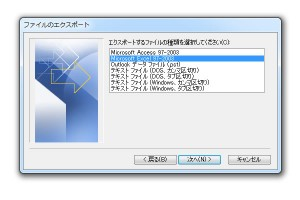 ファイルのエクスポート
エクスポートするファイルの種類を選択してください(C):
Microsoft Access 97-2003
Microsoft Excel 97-2003
Outlook データ ファイル (.pst)
テキスト ファイル (DOS、カンマ区切り)
テキスト ファイル (DOS、タブ区切り)
テキスト ファイル (Windows、カンマ区切り)
テキスト ファイル (Windows、タブ区切り)
< 戻る(B)
次へ(N) >
キャンセル